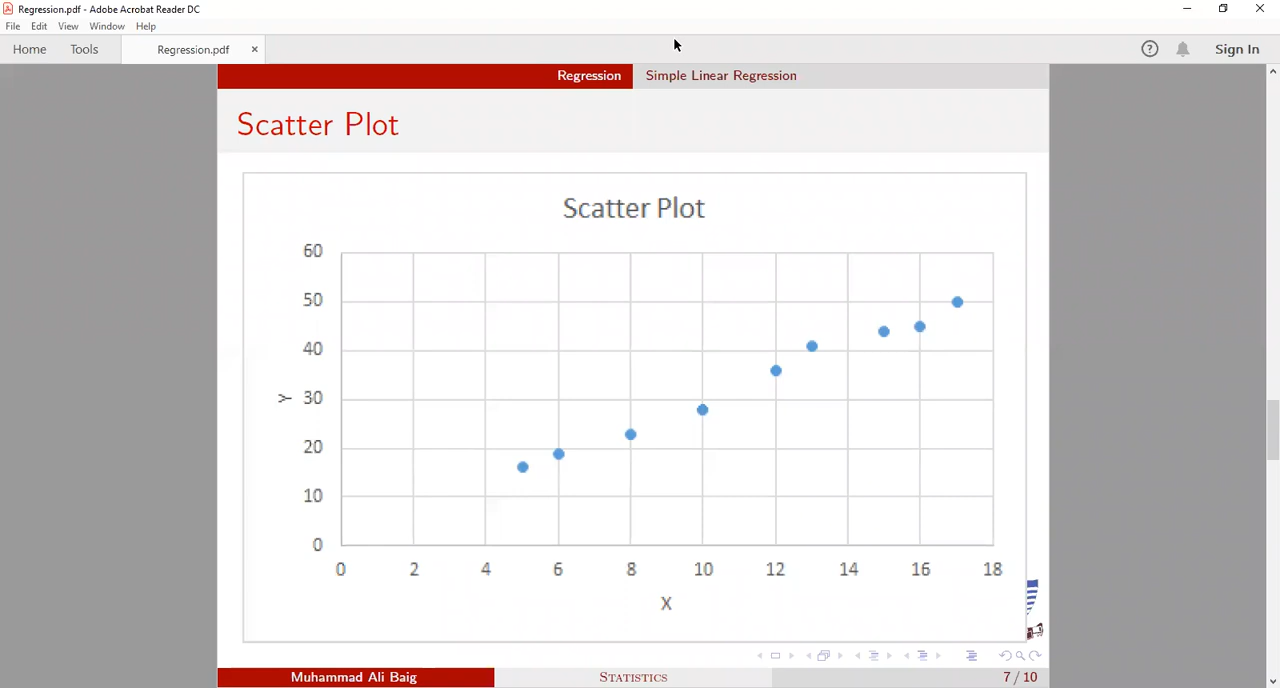 Regression.pdf - Adobe Acrobat Reader DC
File Edit View Window Help
Home Tools Regression.pdf × ? Sign In
Regression Simple Linear Regression
Scatter Plot
Scatter Plot
60
50
40
30
20
10
0
Y
0 2 4 6 8 10 12 14 16 18
X
Muhammad Ali Baig STATISTICS 7 / 10